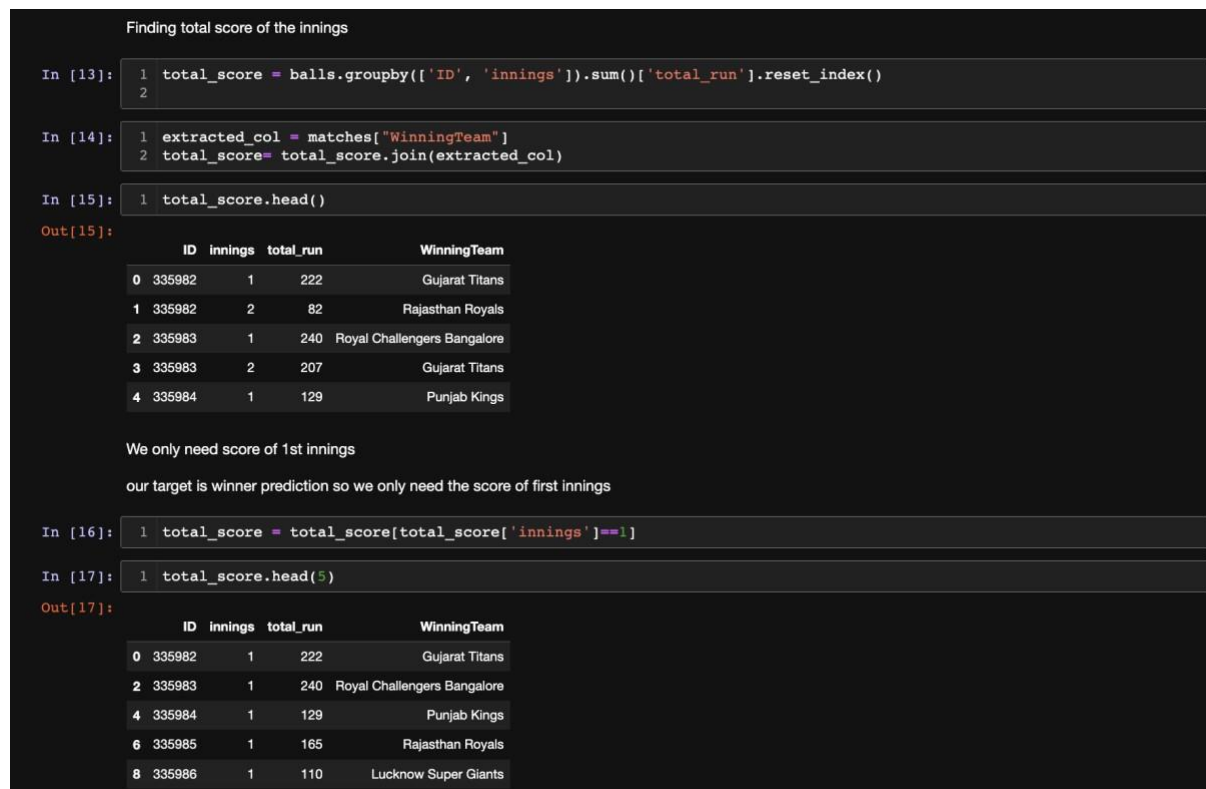 Finding total score of the innings
In [13]: 1 total_score = balls.groupby(['ID', 'innings']).sum()['total_run'].reset_index()
2
In [14]: 1 extracted_col = matches["WinningTeam"]
2 total_score= total_score.join(extracted_col)
In [15]: 1 total_score.head()
Out[15]:
ID innings total_run WinningTeam
0 335982 1 222 Gujarat Titans
1 335982 2 82 Rajasthan Royals
2 335983 1 240 Royal Challengers Bangalore
3 335983 2 207 Gujarat Titans
4 335984 1 129 Punjab Kings
We only need score of 1st innings
our target is winner prediction so we only need the score of first innings
In [16]: 1 total_score = total_score[total_score['innings']==1]
In [17]: 1 total_score.head(5)
Out[17]:
ID innings total_run WinningTeam
0 335982 1 222 Gujarat Titans
2 335983 1 240 Royal Challengers Bangalore
4 335984 1 129 Punjab Kings
6 335985 1 165 Rajasthan Royals
8 335986 1 110 Lucknow Super Giants